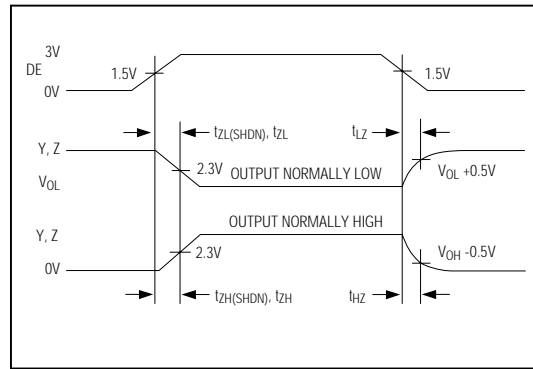 3V
DE
1.5V
1.5V
0V
tZL(SHDN), tZL
tLZ
Y, Z
2.3V
OUTPUT NORMALLY LOW
VOL +0.5V
VOL
OUTPUT NORMALLY HIGH
Y, Z
2.3V
VOH -0.5V
0V
tZH(SHDN), tZH
tHZ